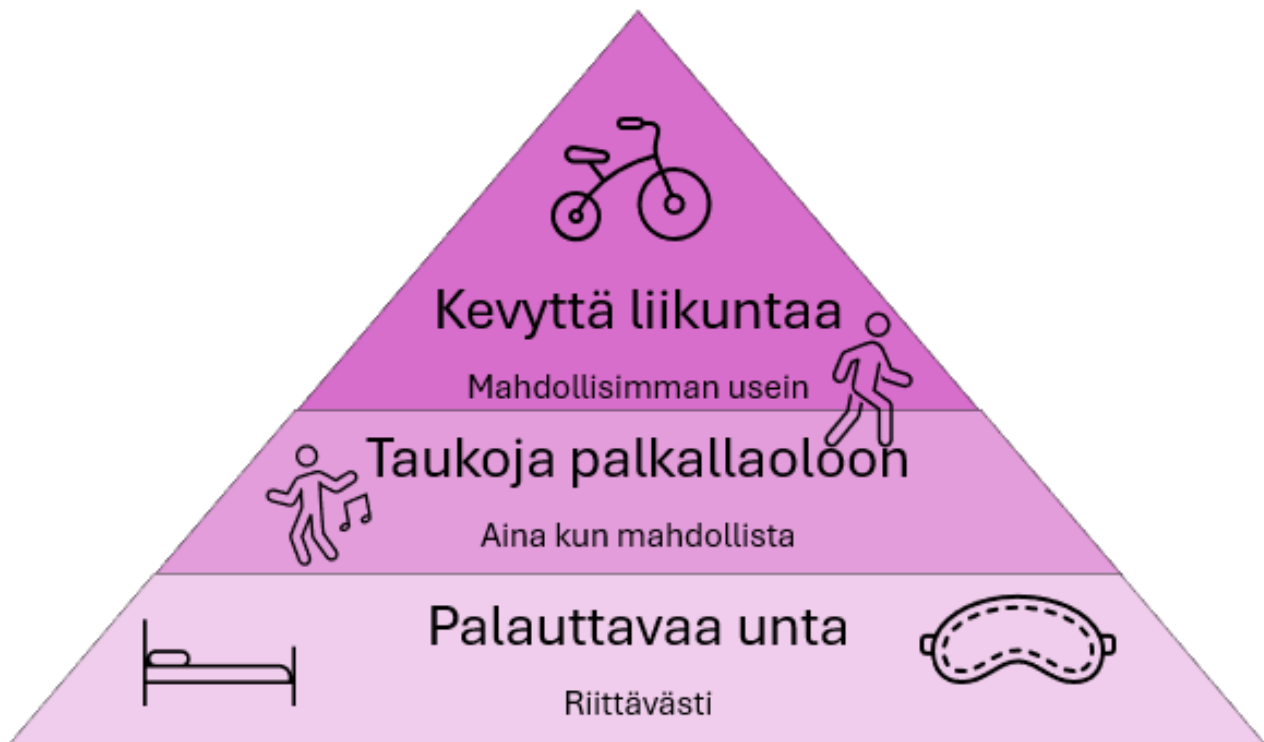 Kevyttä liikuntaa
Mahdollisimman usein
Taukoja palkallaoloon
Aina kun mahdollista
Palauttavaa unta
Riittävästi